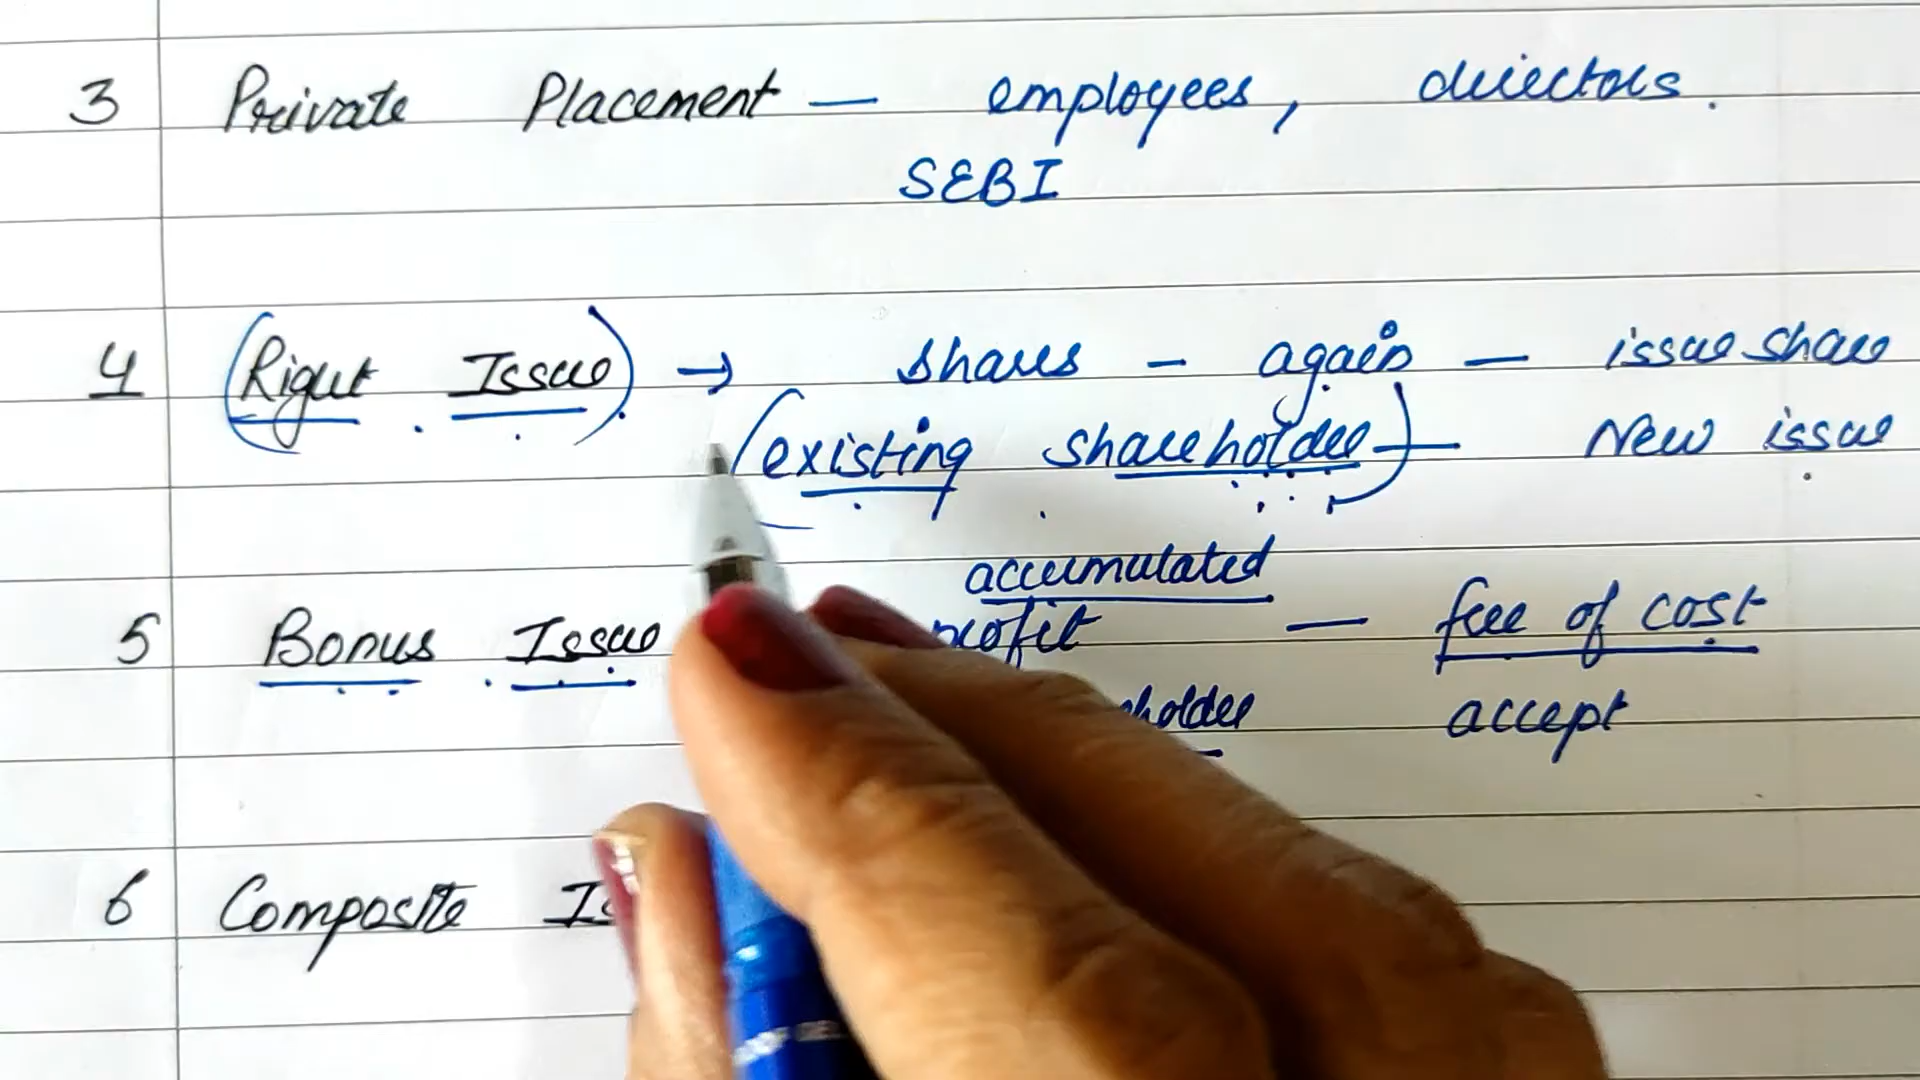 3 Private Placement — employees, directors.
SEBI
4 (Right Issue) → shares - again — issue share
(existing shareholder) — New issue
accumulated
5 Bonus Issue profit — free of cost
holder accept
6 Composite